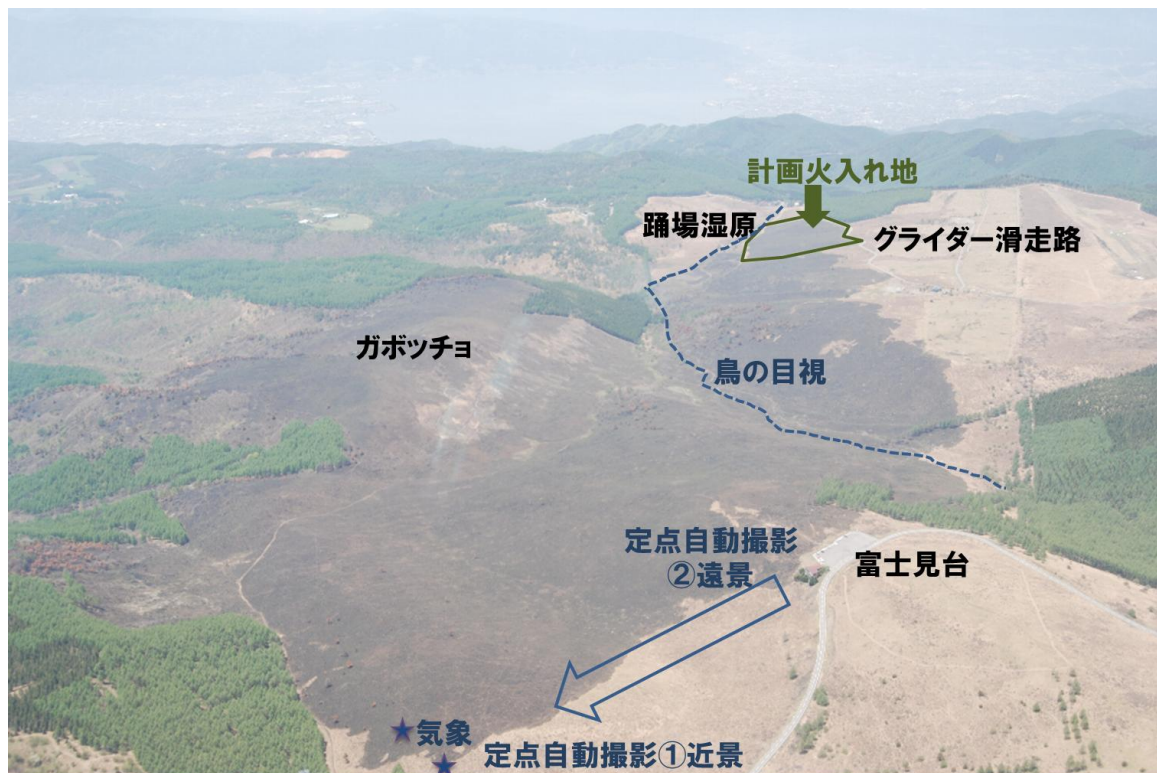 計画火入れ地
踊場湿原
グライダー滑走路
ガボッチョ
鳥の目視
定点自動撮影
②遠景
富士見台
気象
定点自動撮影①近景